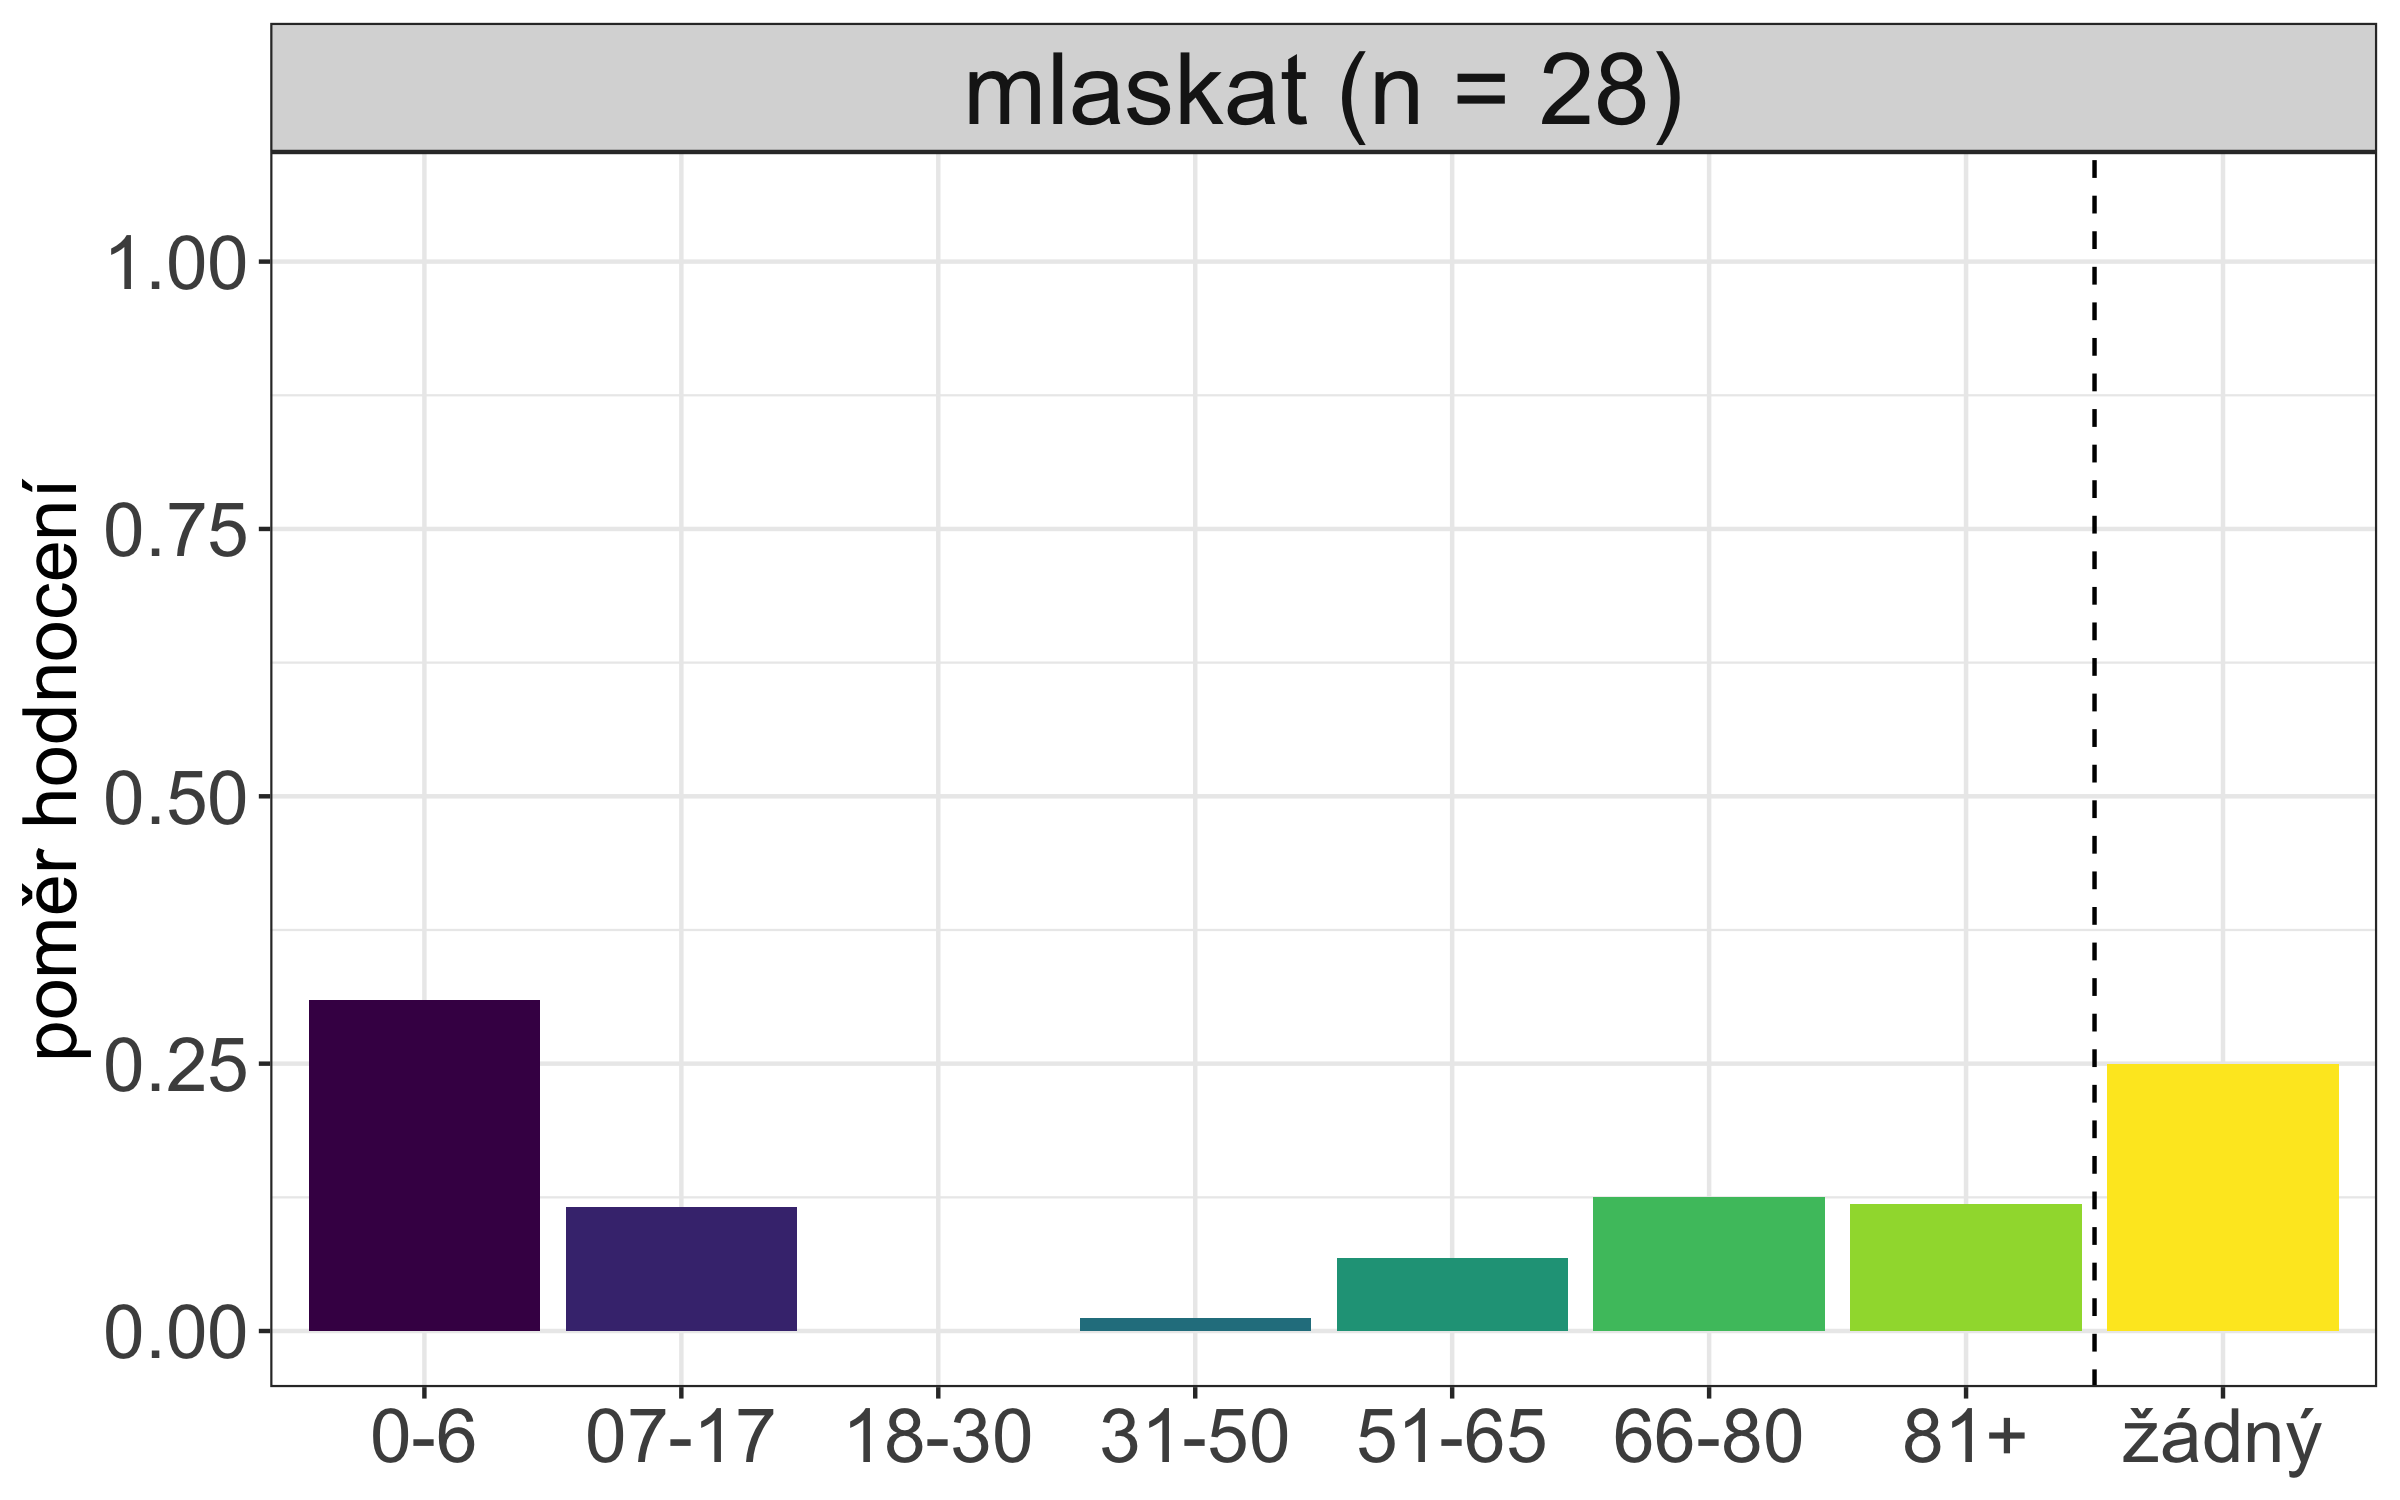 mlaskat (n = 28)
poměr hodnocení
1.00
0.75
0.50
0.25
0.00
0-6 07-17 18-30 31-50 51-65 66-80 81+ žádný